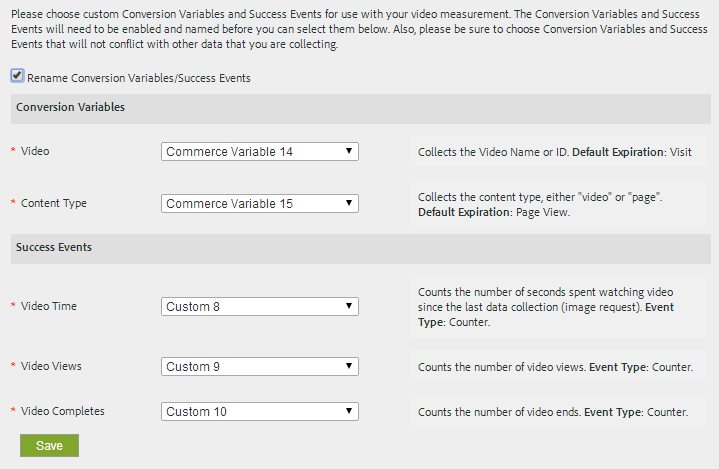 Please choose custom Conversion Variables and Success Events for use with your video measurement. The Conversion Variables and Success
Events will need to be enabled and named before you can select them below. Also, please be sure to choose Conversion Variables and Success
Events that will not conflict with other data that you are collecting.
Rename Conversion Variables/Success Events
Conversion Variables
* Video
Commerce Variable 14
Collects the Video Name or ID. Default Expiration: Visit
* Content Type
Commerce Variable 15
Collects the content type, either "video" or "page".
Default Expiration: Page View.
Success Events
* Video Time
Custom 8
Counts the number of seconds spent watching video
since the last data collection (image request). Event
Type: Counter.
* Video Views
Custom 9
Counts the number of video views. Event Type: Counter.
* Video Completes
Custom 10
Counts the number of video ends. Event Type: Counter.
Save